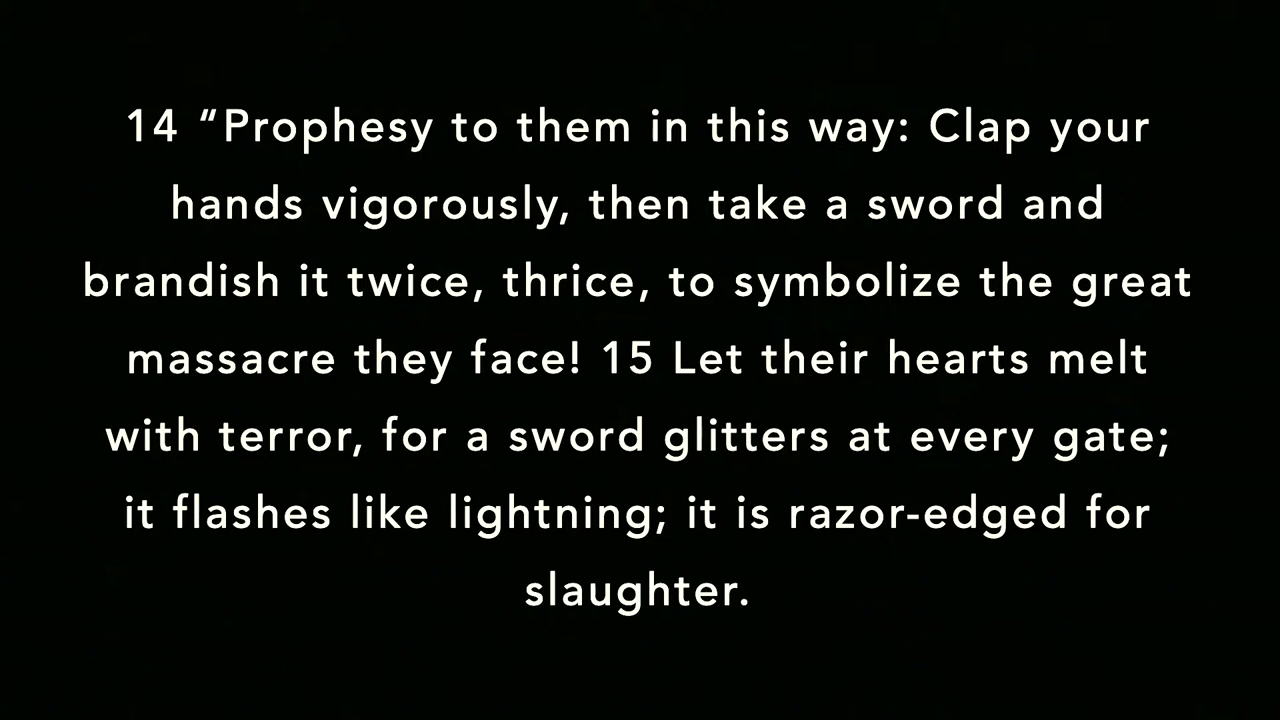 14 “Prophesy to them in this way: Clap your
hands vigorously, then take a sword and
brandish it twice, thrice, to symbolize the great
massacre they face! 15 Let their hearts melt
with terror, for a sword glitters at every gate;
it flashes like lightning; it is razor-edged for
slaughter.